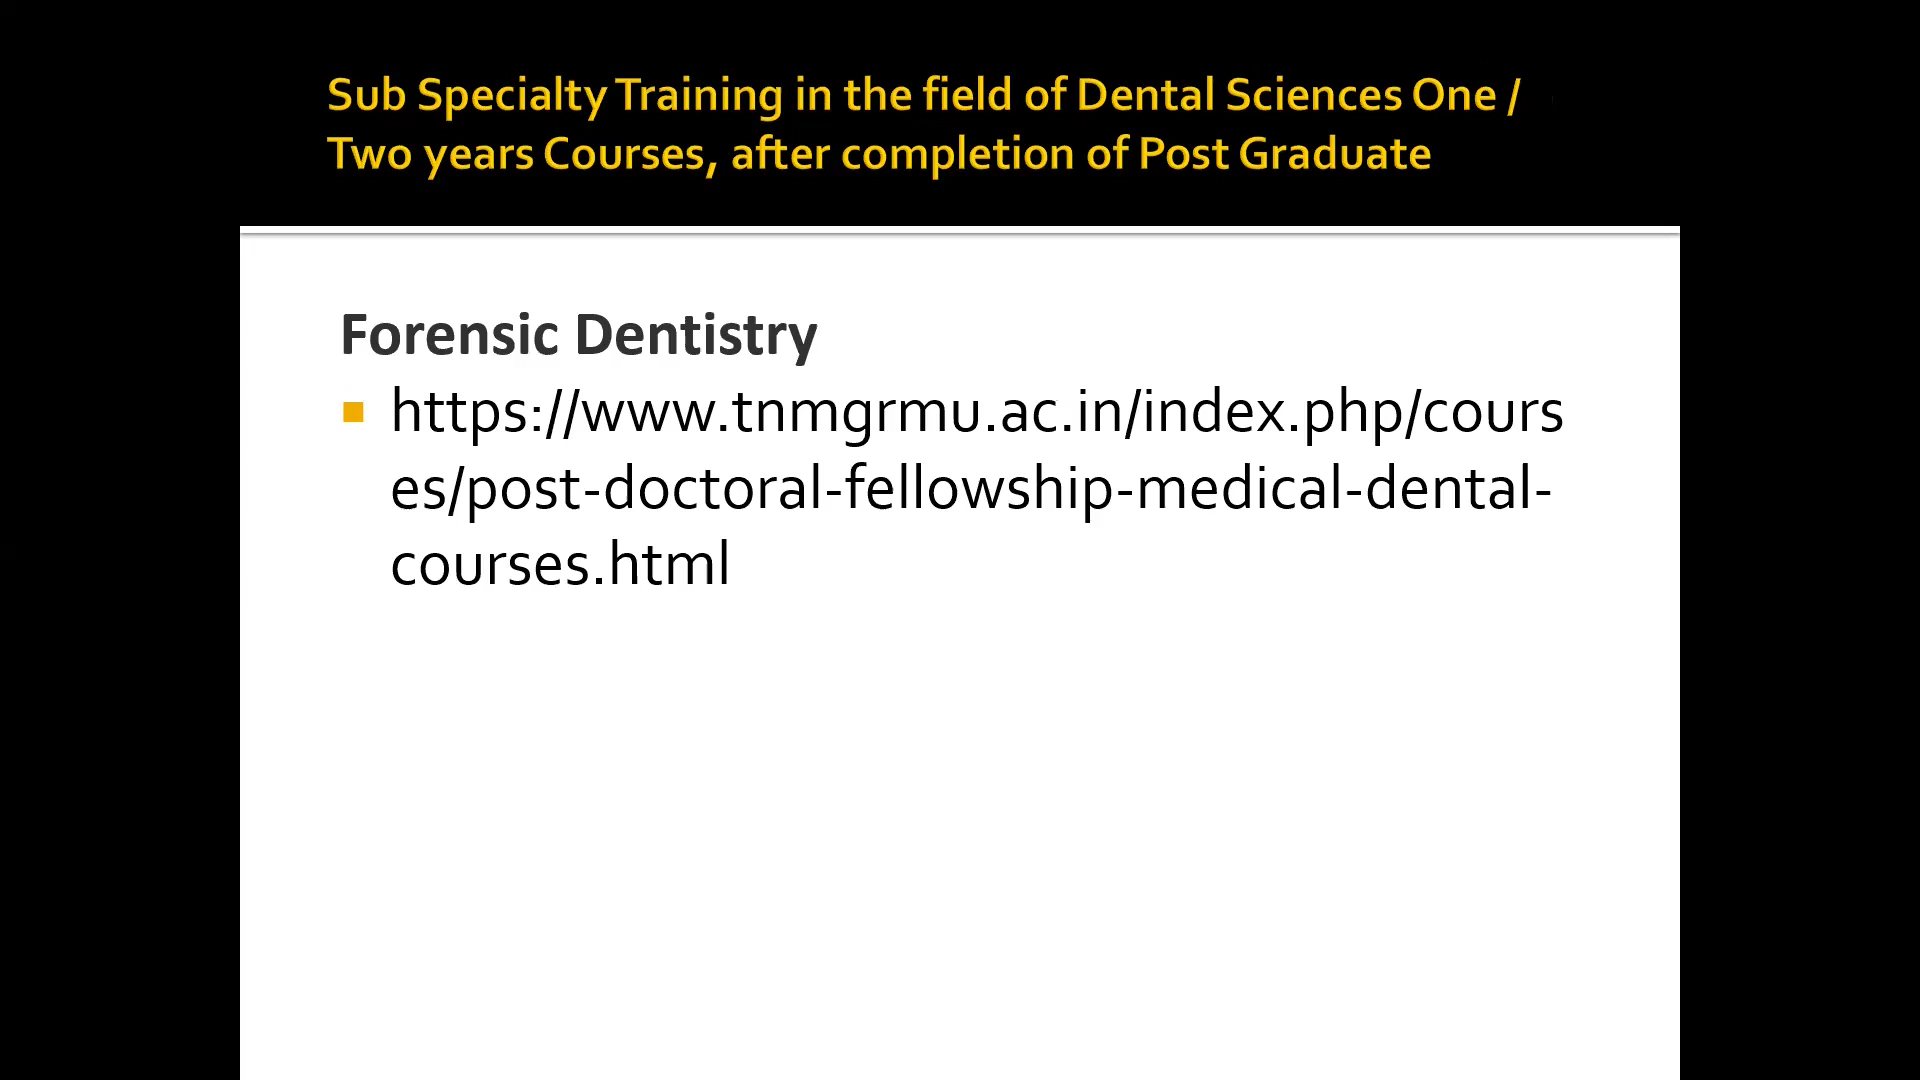 Sub Specialty Training in the field of Dental Sciences One /
Two years Courses, after completion of Post Graduate
Forensic Dentistry
https://www.tnmgrmu.ac.in/index.php/cours
es/post-doctoral-fellowship-medical-dental-
courses.html